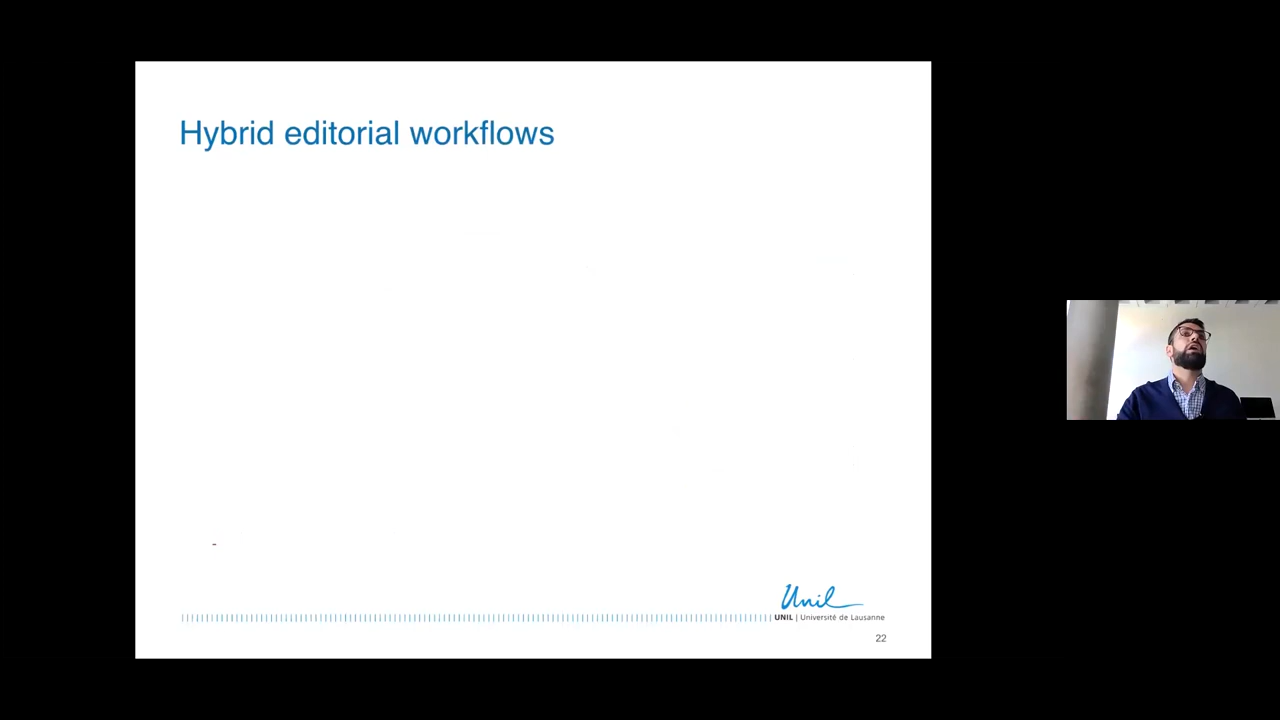 Hybrid editorial workflows
-
Unil
UNIL | Université de Lausanne
22